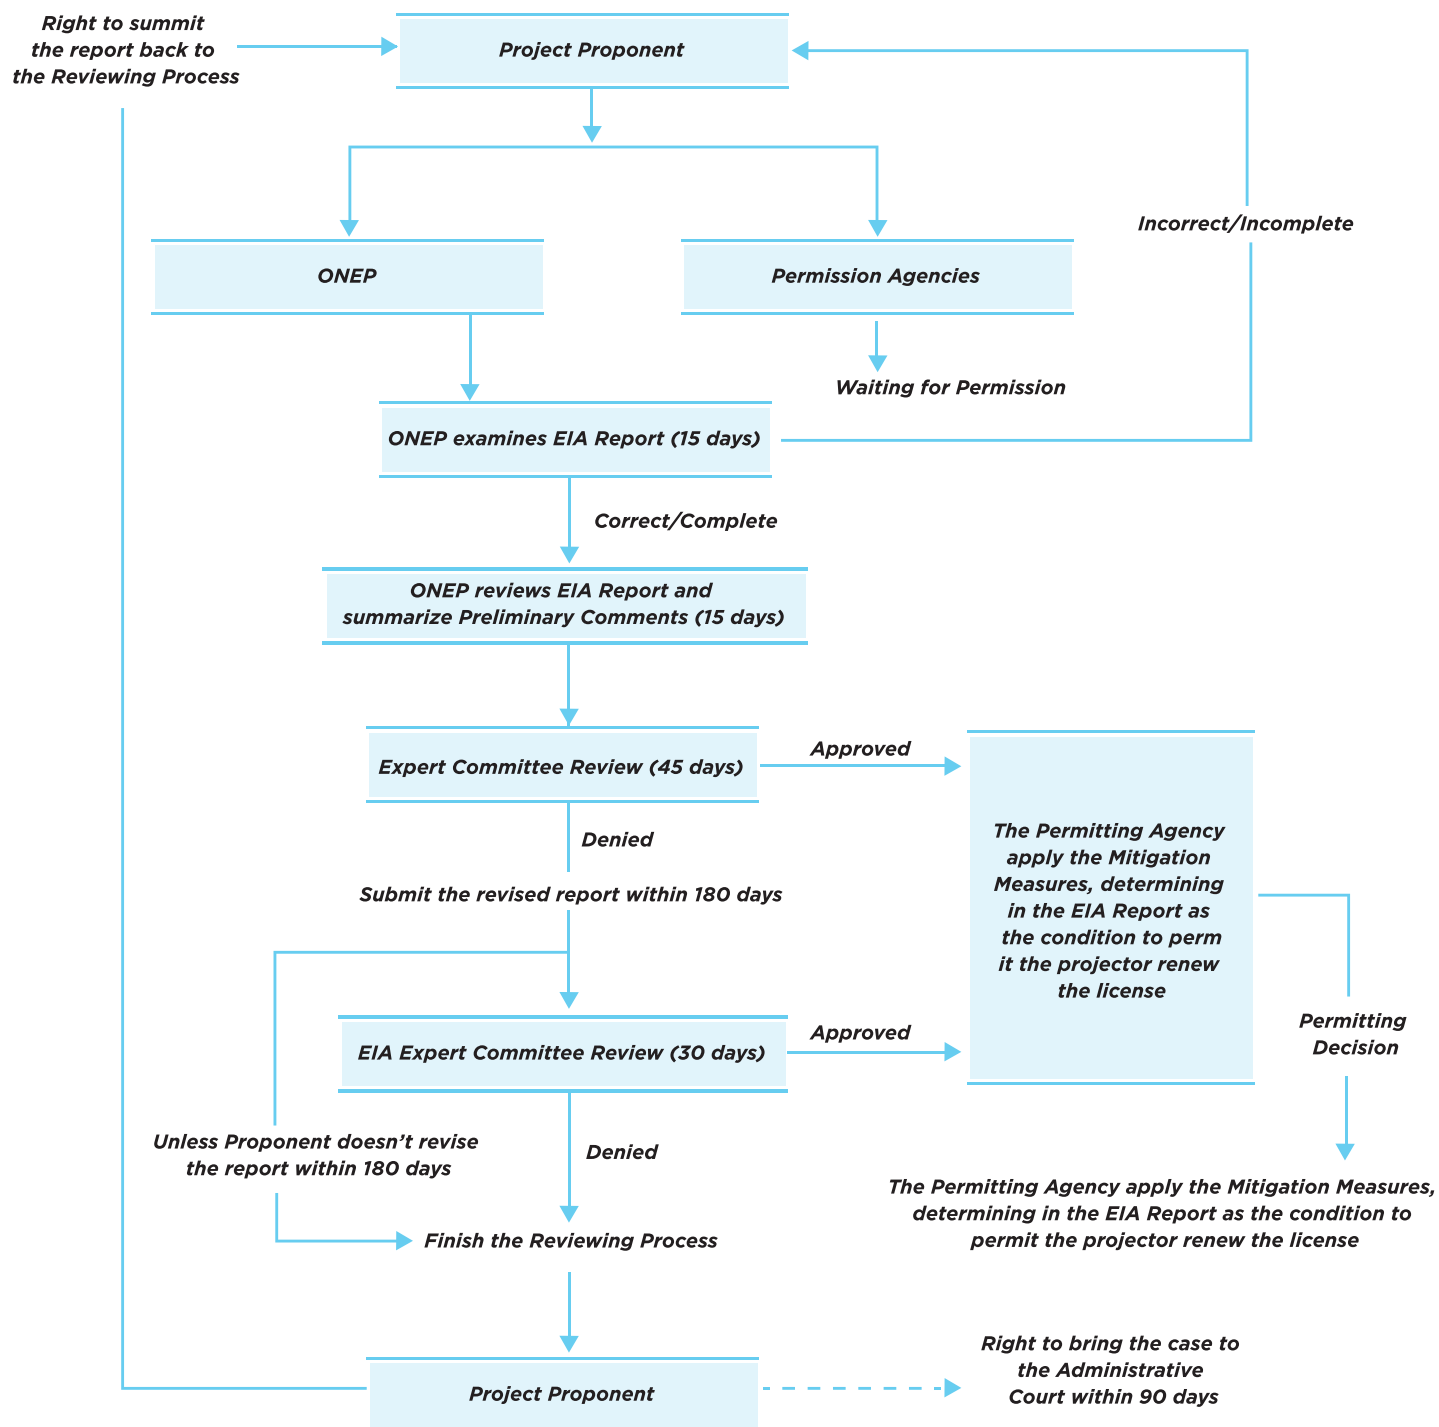 Right to summit
the report back to
the Reviewing Process
Project Proponent
Incorrect/Incomplete
ONEP
Permission Agencies
Waiting for Permission
ONEP examines EIA Report (15 days)
Correct/Complete
ONEP reviews EIA Report and
summarize Preliminary Comments (15 days)
Expert Committee Review (45 days)
Approved
Denied
Submit the revised report within 180 days
The Permitting Agency
apply the Mitigation
Measures, determining
in the EIA Report as
the condition to perm
it the projector renew
the license
EIA Expert Committee Review (30 days)
Approved
Permitting
Decision
Unless Proponent doesn't revise
the report within 180 days
Denied
The Permitting Agency apply the Mitigation Measures,
determining in the EIA Report as the condition to
permit the projector renew the license
Finish the Reviewing Process
Project Proponent
Right to bring the case to
the Administrative
Court within 90 days